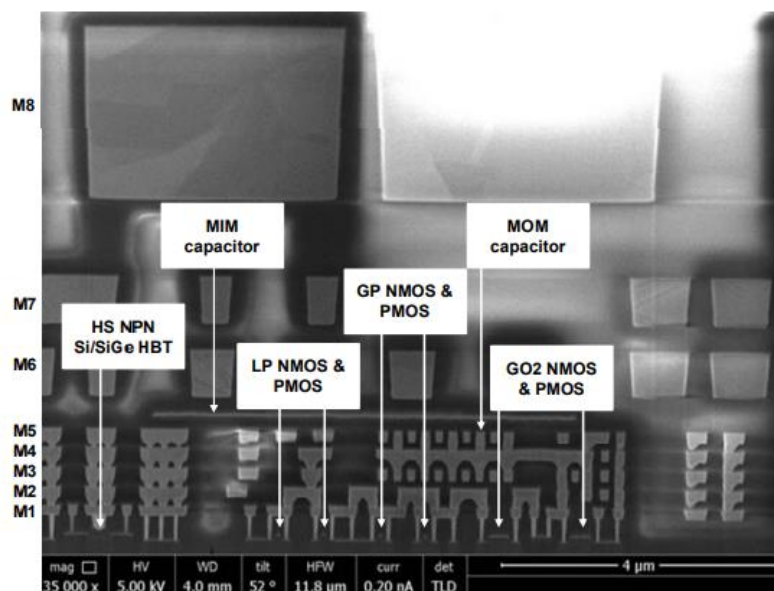 M8
MIM
capacitor
MOM
capacitor
M7
GP NMOS &
PMOS
HS NPN
Si/SiGe HBT
M6
LP NMOS &
PMOS
GO2 NMOS
& PMOS
M5
M4
M3
M2
M1
mag HV WD tilt HFW curr det
35 000 x 5.00 kV 4.0 mm 52 ° 11.8 µm 0.20 nA TLD
4 µm